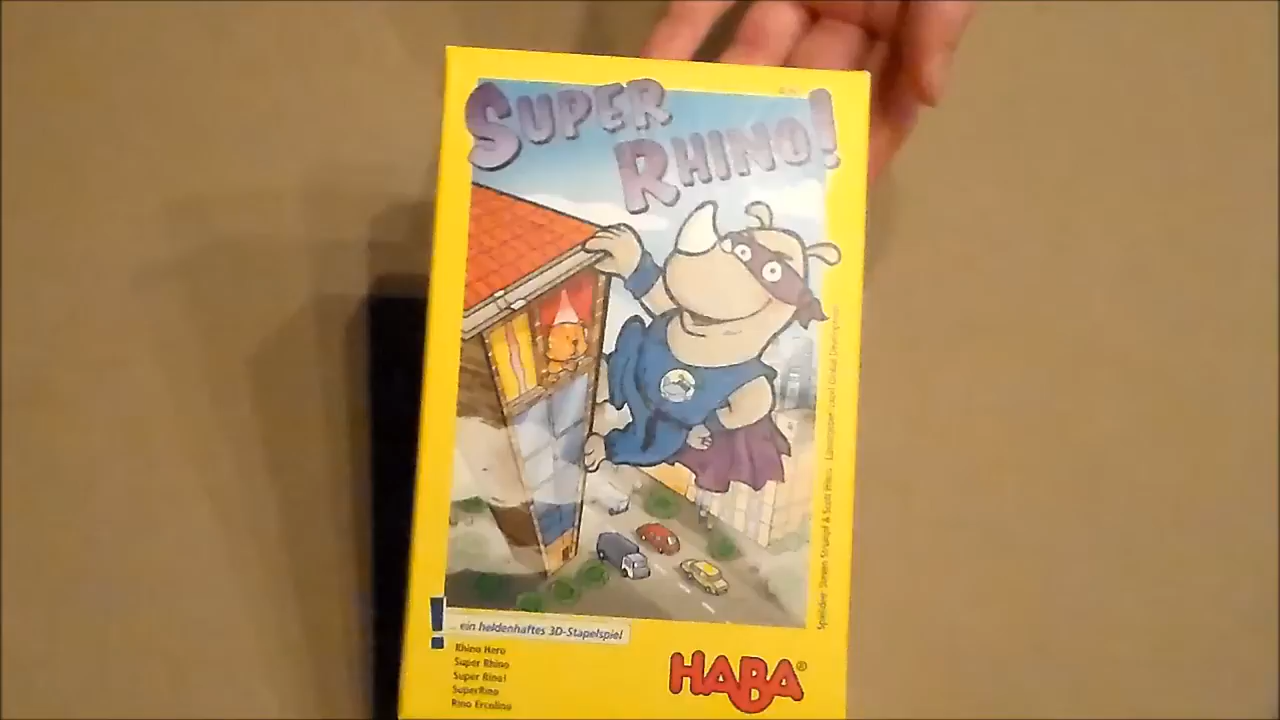 SUPER
RHINO!
... ein heldenhaftes 3D-Stapelspiel
Rhino Hero
Super Rhino
Super Rino!
SuperRino
Rino Ercolino
HABA®